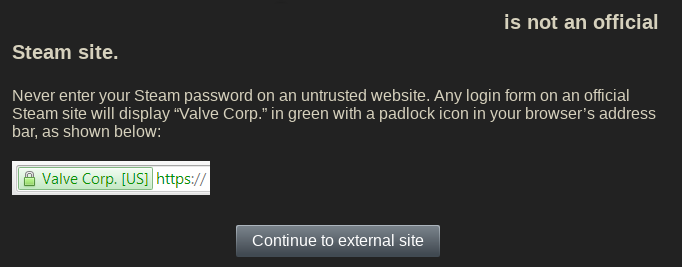 is not an official
Steam site.
Never enter your Steam password on an untrusted website. Any login form on an official
Steam site will display “Valve Corp.” in green with a padlock icon in your browser’s address
bar, as shown below:
Valve Corp. [US] https://
Continue to external site